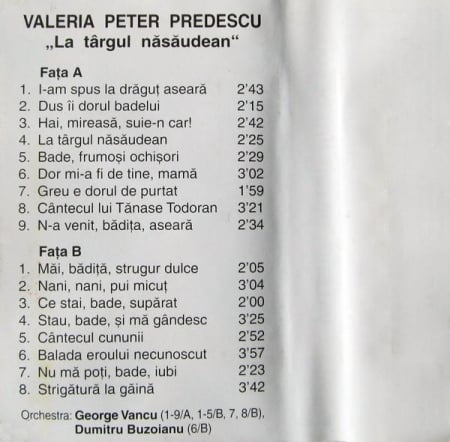 VALERIA PETER PREDESCU
„La târgul năsăudean“
Fața A
1. I-am spus la drăguț aseară 2'43
2. Dus îi dorul badelui 2'15
3. Hai, mireasă, suie-n car! 2'42
4. La târgul năsăudean 2'25
5. Bade, frumoși ochișori 2'29
6. Dor mi-a fi de tine, mamă 3'02
7. Greu e dorul de purtat 1'59
8. Cântecul lui Tănase Todoran 3'21
9. N-a venit, bădița, aseară 2'34
Fața B
1. Măi, bădiță, strugur dulce 2'05
2. Nani, nani, pui micuț 3'04
3. Ce stai, bade, supărat 2'00
4. Stau, bade, și mă gândesc 3'25
5. Cântecul cununii 2'52
6. Balada eroului necunoscut 3'57
7. Nu mă poți, bade, iubi 2'23
8. Strigătură la găină 3'42
Orchestra: George Vancu (1-9/A, 1-5/B, 7, 8/B),
Dumitru Buzoianu (6/B)